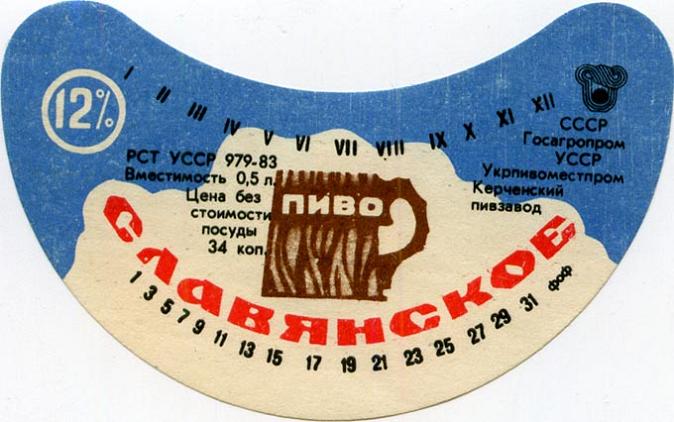 12%
I II III IV V VI VII VIII IX X XI XII
РСТ УССР 979-83
Вместимость 0,5 л.
Цена без
стоимости
посуды
34 коп.
ПИВО
СССР
Госагропром
УССР
Укрпивоместпром
Керченский
пивзавод
СЛАВЯНСКОЕ
1 3 5 7 9 11 13 15 17 19 21 23 25 27 29 31 фоф